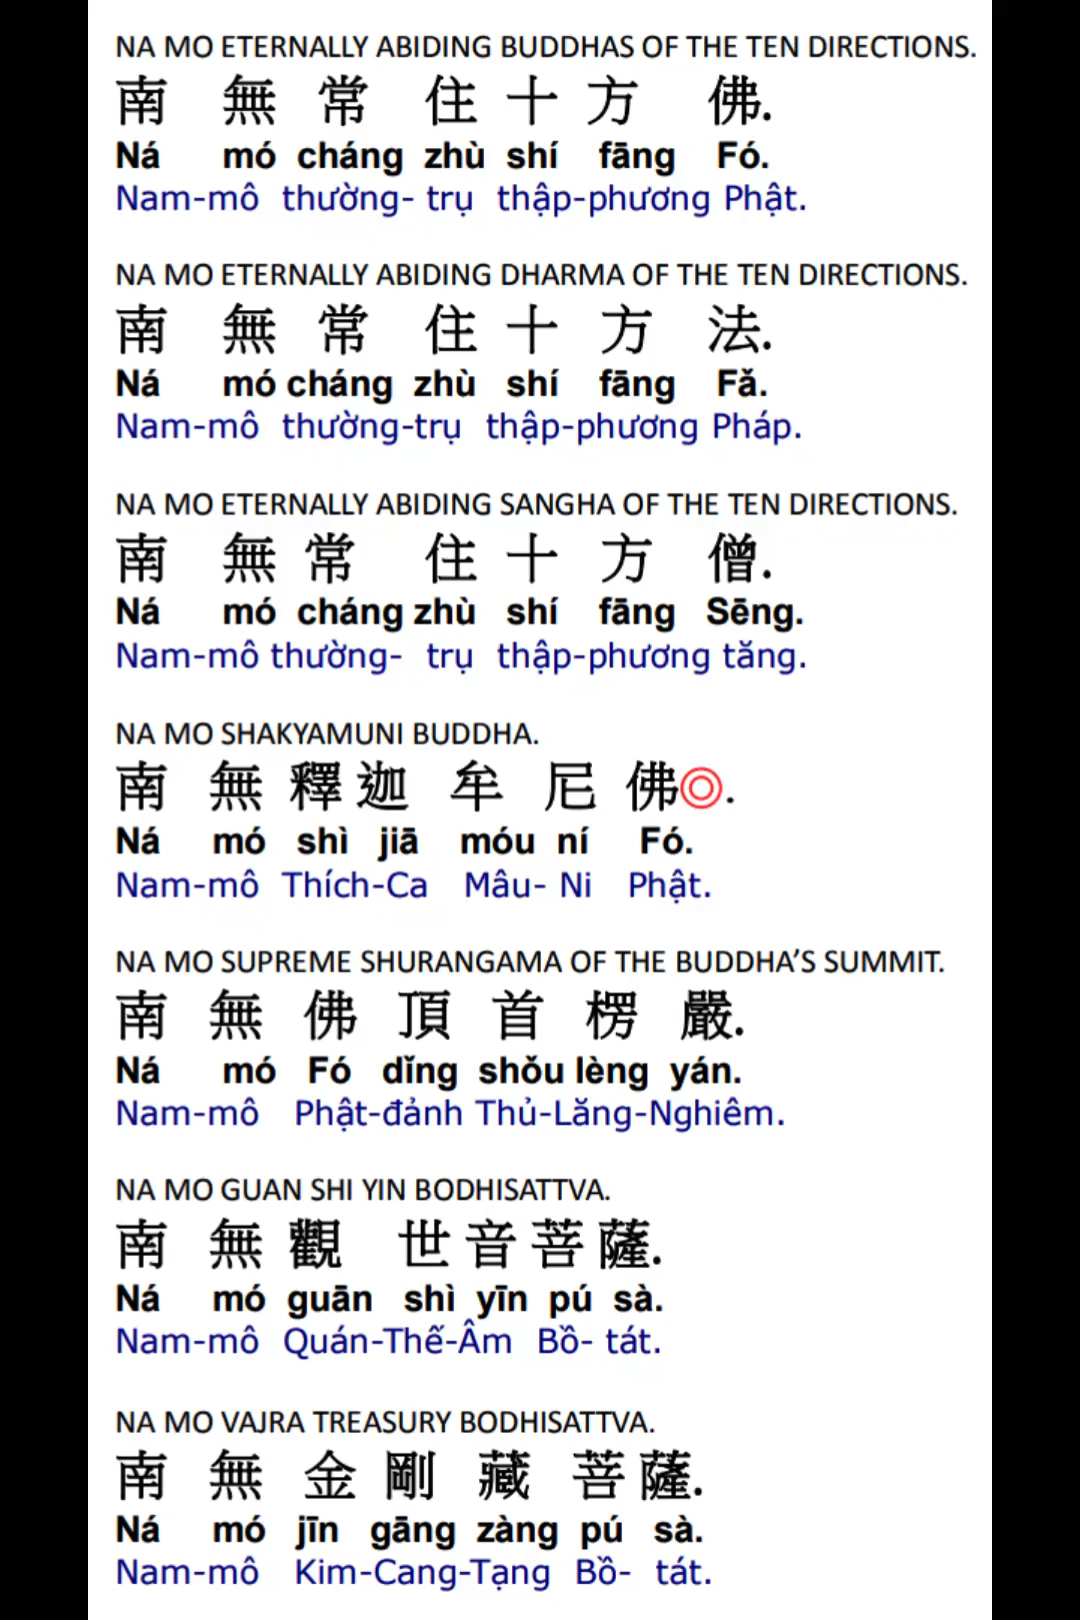 NA MO ETERNALLY ABIDING BUDDHAS OF THE TEN DIRECTIONS.
南 無 常 住 十 方 佛.
Ná mó cháng zhù shí fāng Fó.
Nam-mô thường- trụ thập-phương Phật.
NA MO ETERNALLY ABIDING DHARMA OF THE TEN DIRECTIONS.
南 無 常 住 十 方 法.
Ná mó cháng zhù shí fāng Fǎ.
Nam-mô thường-trụ thập-phương Pháp.
NA MO ETERNALLY ABIDING SANGHA OF THE TEN DIRECTIONS.
南 無 常 住 十 方 僧.
Ná mó cháng zhù shí fāng Sēng.
Nam-mô thường- trụ thập-phương tăng.
NA MO SHAKYAMUNI BUDDHA.
南 無 釋 迦 牟 尼 佛◎.
Ná mó shì jiā móu ní Fó.
Nam-mô Thích-Ca Mâu- Ni Phật.
NA MO SUPREME SHURANGAMA OF THE BUDDHA’S SUMMIT.
南 無 佛 頂 首 楞 嚴.
Ná mó Fó dǐng shǒu lèng yán.
Nam-mô Phật-đảnh Thủ-Lăng-Nghiêm.
NA MO GUAN SHI YIN BODHISATTVA.
南 無 觀 世 音 菩 薩.
Ná mó guān shì yīn pú sà.
Nam-mô Quán-Thế-Âm Bồ- tát.
NA MO VAJRA TREASURY BODHISATTVA.
南 無 金 剛 藏 菩 薩.
Ná mó jīn gāng zàng pú sà.
Nam-mô Kim-Cang-Tạng Bồ- tát.